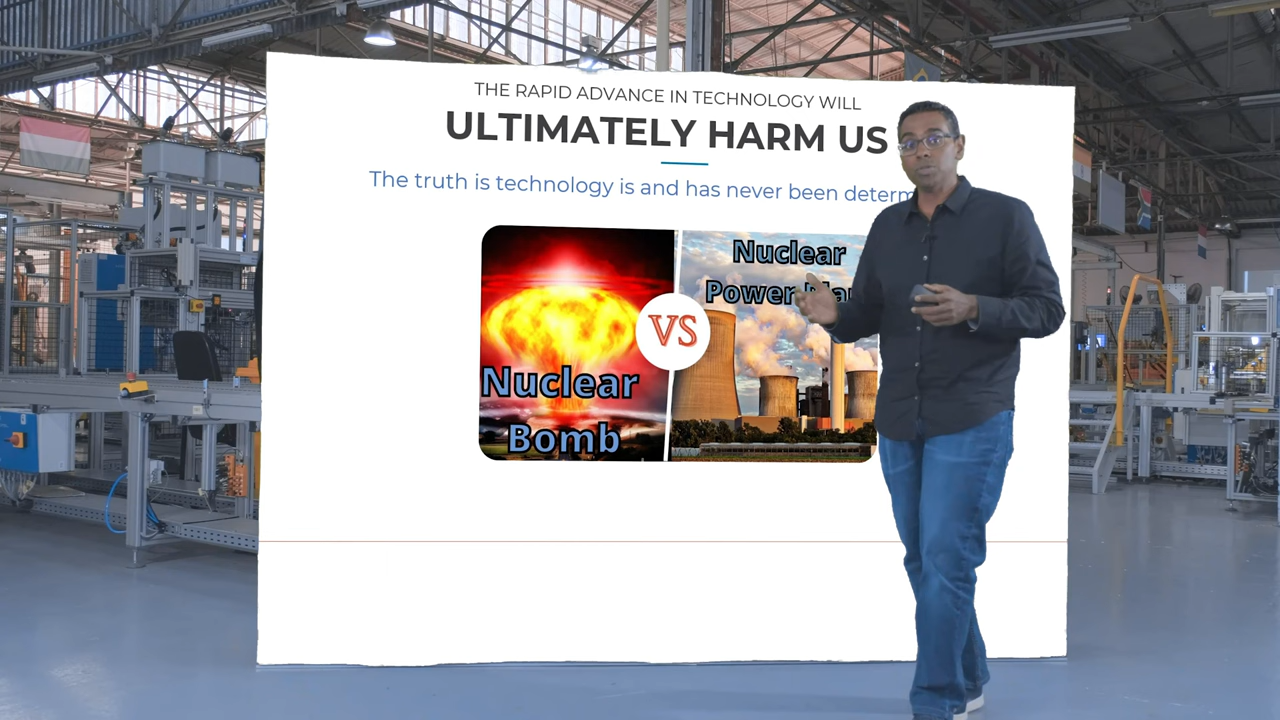 THE RAPID ADVANCE IN TECHNOLOGY WILL
ULTIMATELY HARM US
The truth is technology is and has never been
Nuclear
Power
VS
Nuclear
Bomb